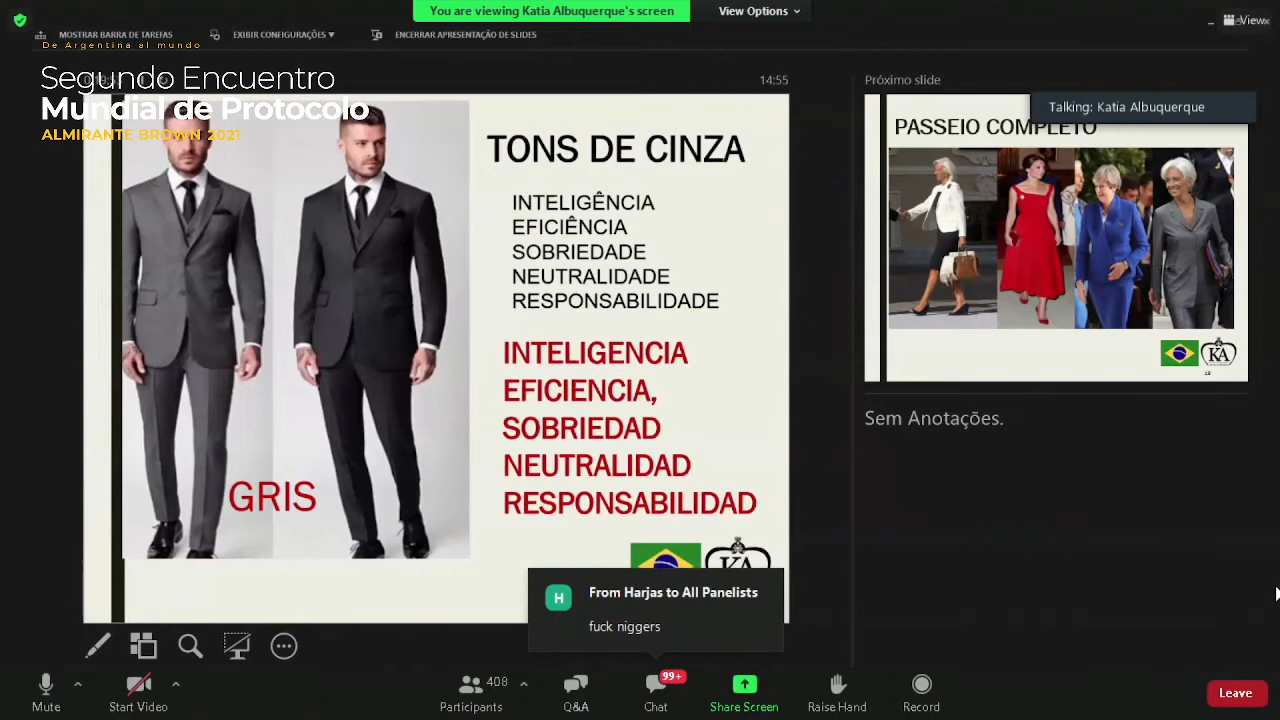 You are viewing Katia Albuquerque's screen
View Options
View
MOSTRAR BARRA DE TAREFAS
EXIBIR CONFIGURAÇÕES
ENCERRAR APRESENTAÇÃO DE SLIDES
De Argentina al mundo
Segundo Encuentro
Mundial de Protocolo
ALMIRANTE BROWN 2021
14:55
Próximo slide
Talking: Katia Albuquerque
TONS DE CINZA
INTELIGÊNCIA
EFICIÊNCIA
SOBRIEDADE
NEUTRALIDADE
RESPONSABILIDADE
INTELIGENCIA
EFICIENCIA,
SOBRIEDAD
NEUTRALIDAD
RESPONSABILIDAD
GRIS
KA
PASSEIO COMPLETO
KA
Sem Anotações.
H
From Harjas to All Panelists
fuck niggers
Mute
Start Video
408
Participants
Q&A
99+
Chat
Share Screen
Raise Hand
Record
Leave